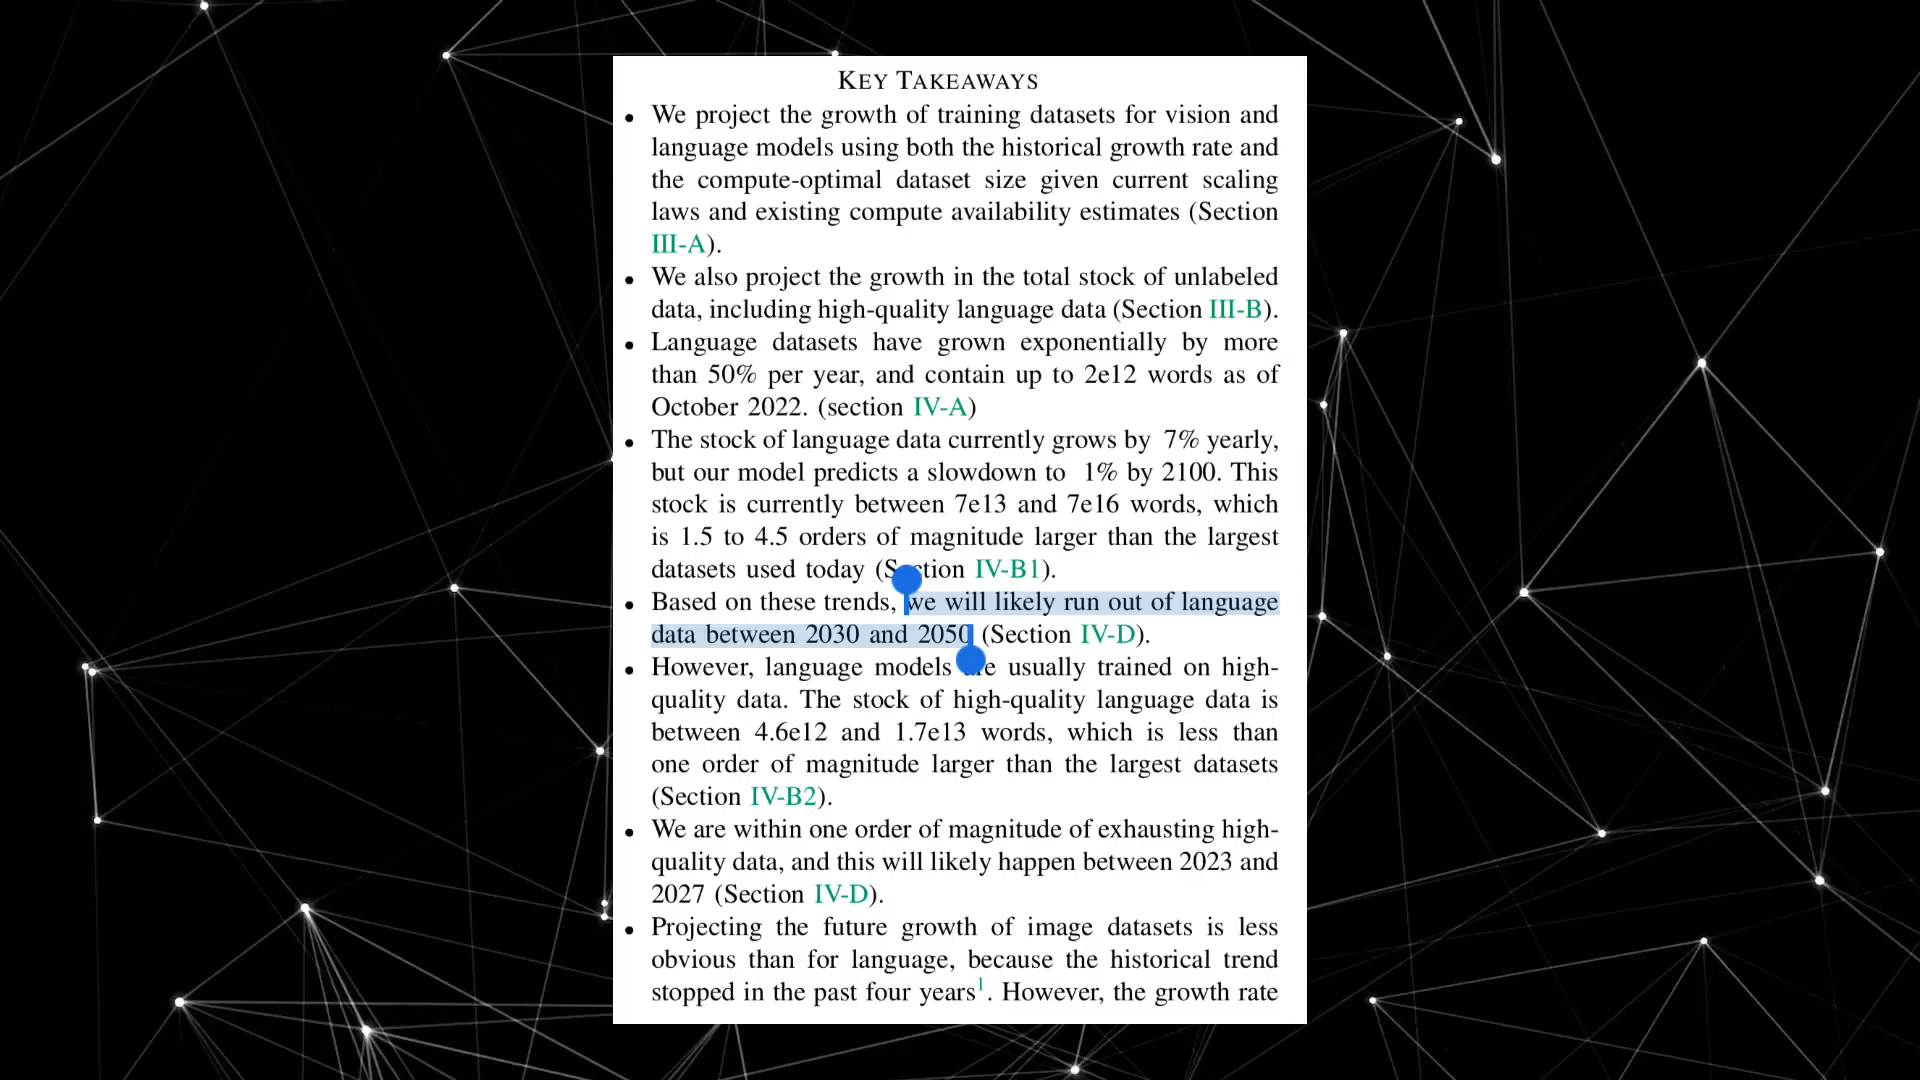 KEY TAKEAWAYS
• We project the growth of training datasets for vision and
language models using both the historical growth rate and
the compute-optimal dataset size given current scaling
laws and existing compute availability estimates (Section
III-A).
• We also project the growth in the total stock of unlabeled
data, including high-quality language data (Section III-B).
• Language datasets have grown exponentially by more
than 50% per year, and contain up to 2e12 words as of
October 2022. (section IV-A)
• The stock of language data currently grows by 7% yearly,
but our model predicts a slowdown to 1% by 2100. This
stock is currently between 7e13 and 7e16 words, which
is 1.5 to 4.5 orders of magnitude larger than the largest
datasets used today (Section IV-B1).
• Based on these trends, we will likely run out of language
data between 2030 and 2050 (Section IV-D).
• However, language models are usually trained on high-
quality data. The stock of high-quality language data is
between 4.6e12 and 1.7e13 words, which is less than
one order of magnitude larger than the largest datasets
(Section IV-B2).
• We are within one order of magnitude of exhausting high-
quality data, and this will likely happen between 2023 and
2027 (Section IV-D).
• Projecting the future growth of image datasets is less
obvious than for language, because the historical trend
stopped in the past four years1. However, the growth rate